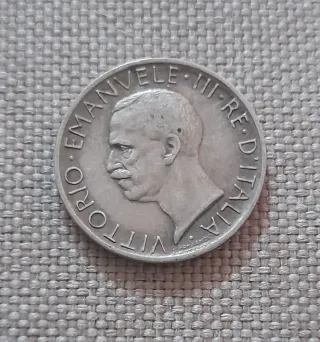 VITTORIO · EMANVELE · III · RE · D'ITALIA ·